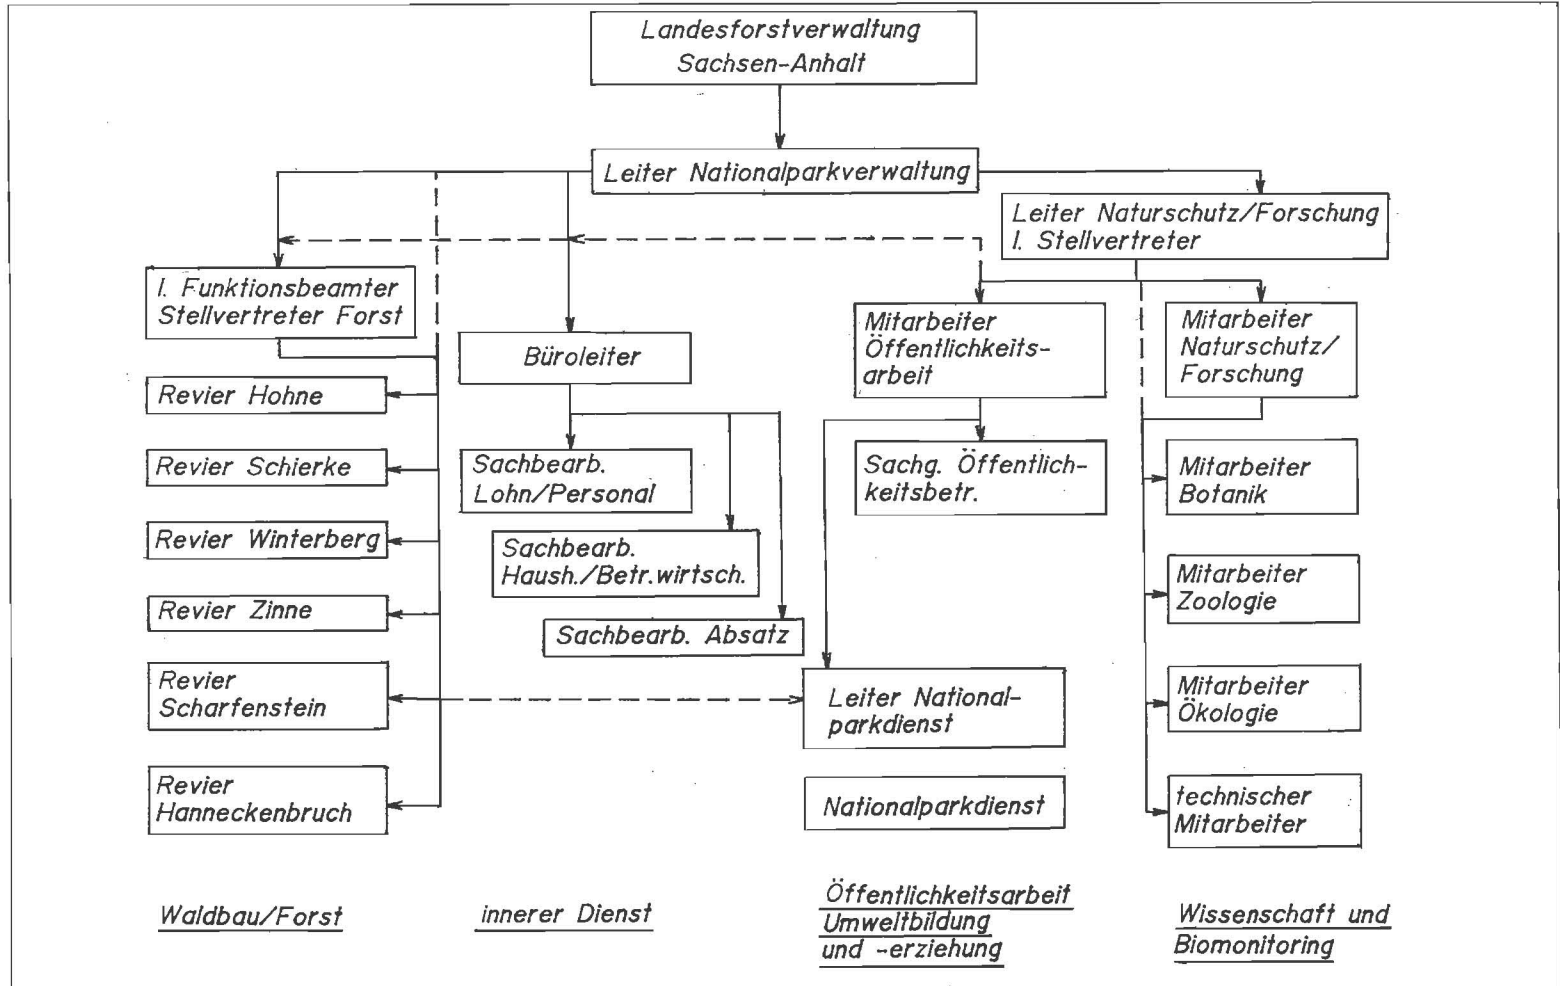 Landesforstverwaltung
Sachsen-Anhalt
Leiter Nationalparkverwaltung
Leiter Naturschutz/Forschung
I. Stellvertreter
I. Funktionsbeamter
Stellvertreter Forst
Revier Hohne
Revier Schierke
Revier Winterberg
Revier Zinne
Revier
Scharfenstein
Revier
Hanneckenbruch
Waldbau/Forst
Büroleiter
Sachbearb.
Lohn/Personal
Sachbearb.
Haush./Betr.wirtsch.
Sachbearb. Absatz
innerer Dienst
Mitarbeiter
Öffentlichkeits-
arbeit
Sachg. Öffentlich-
keitsbetr.
Leiter National-
parkdienst
Nationalparkdienst
Öffentlichkeitsarbeit
Umweltbildung
und -erziehung
Mitarbeiter
Naturschutz/
Forschung
Mitarbeiter
Botanik
Mitarbeiter
Zoologie
Mitarbeiter
Ökologie
technischer
Mitarbeiter
Wissenschaft und
Biomonitoring